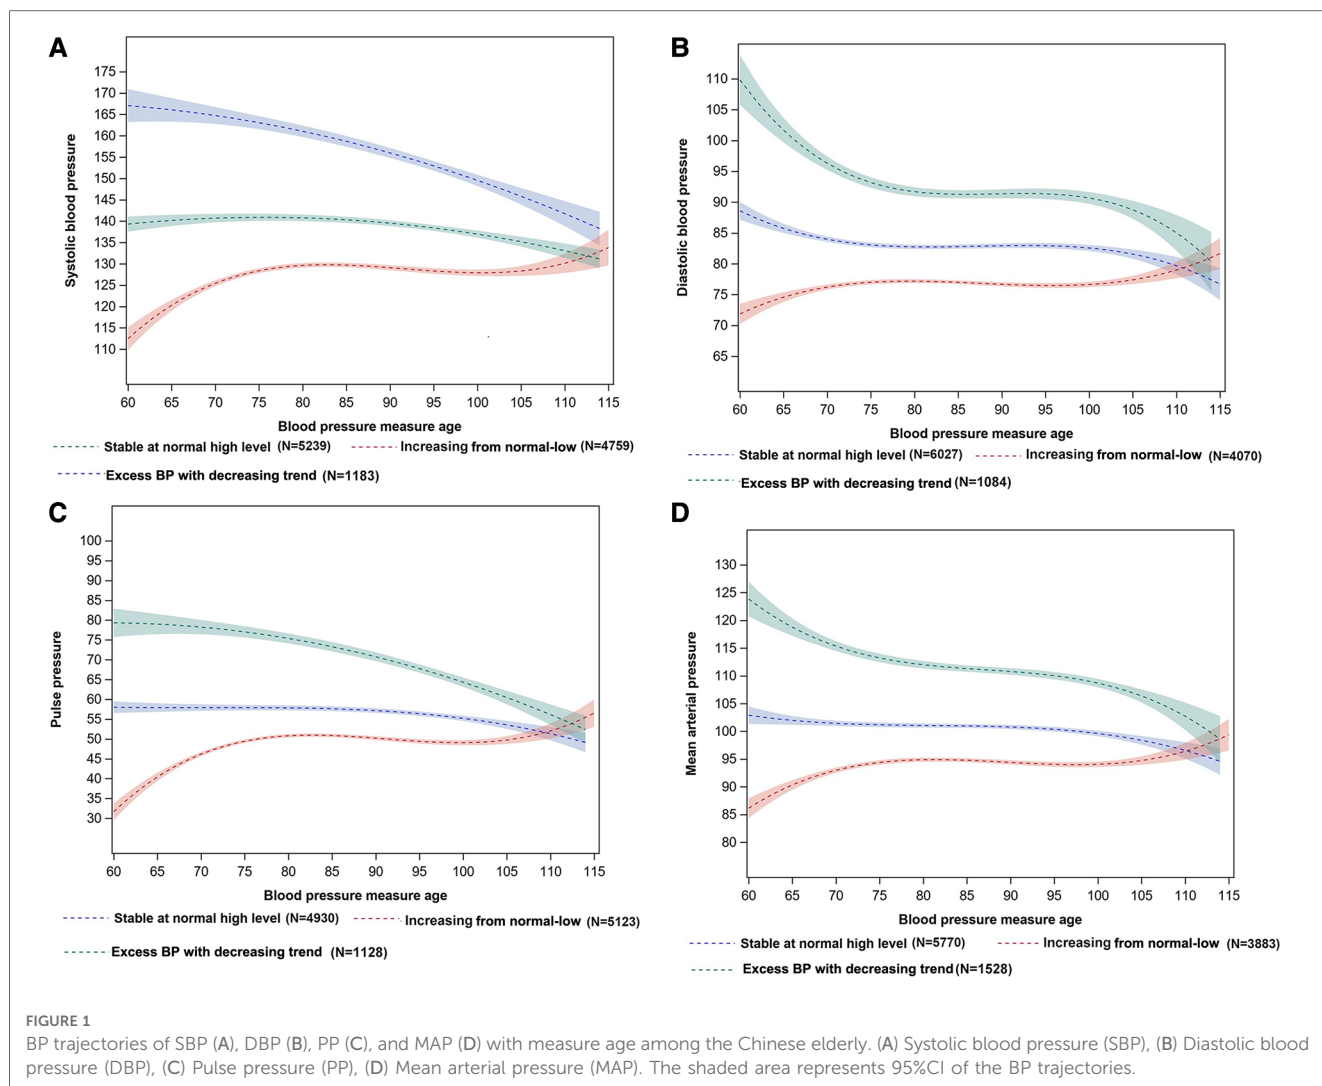 A
175
170
165
160
155
150
145
140
135
130
125
120
115
110
Systolic blood pressure
60 65 70 75 80 85 90 95 100 105 110 115
Blood pressure measure age
Stable at normal high level (N=5239) Increasing from normal-low (N=4759)
Excess BP with decreasing trend (N=1183)
B
110
105
100
95
90
85
80
75
70
65
Diastolic blood pressure
60 65 70 75 80 85 90 95 100 105 110 115
Blood pressure measure age
Stable at normal high level (N=6027) Increasing from normal-low (N=4070)
Excess BP with decreasing trend (N=1084)
C
100
95
90
85
80
75
70
65
60
55
50
45
40
35
30
Pulse pressure
60 65 70 75 80 85 90 95 100 105 110 115
Blood pressure measure age
Stable at normal high level (N=4930) Increasing from normal-low (N=5123)
Excess BP with decreasing trend (N=1128)
D
130
125
120
115
110
105
100
95
90
85
80
Mean arterial pressure
60 65 70 75 80 85 90 95 100 105 110 115
Blood pressure measure age
Stable at normal high level (N=5770) Increasing from normal-low (N=3883)
Excess BP with decreasing trend (N=1528)
FIGURE 1
BP trajectories of SBP (A), DBP (B), PP (C), and MAP (D) with measure age among the Chinese elderly. (A) Systolic blood pressure (SBP), (B) Diastolic blood
pressure (DBP), (C) Pulse pressure (PP), (D) Mean arterial pressure (MAP). The shaded area represents 95%CI of the BP trajectories.